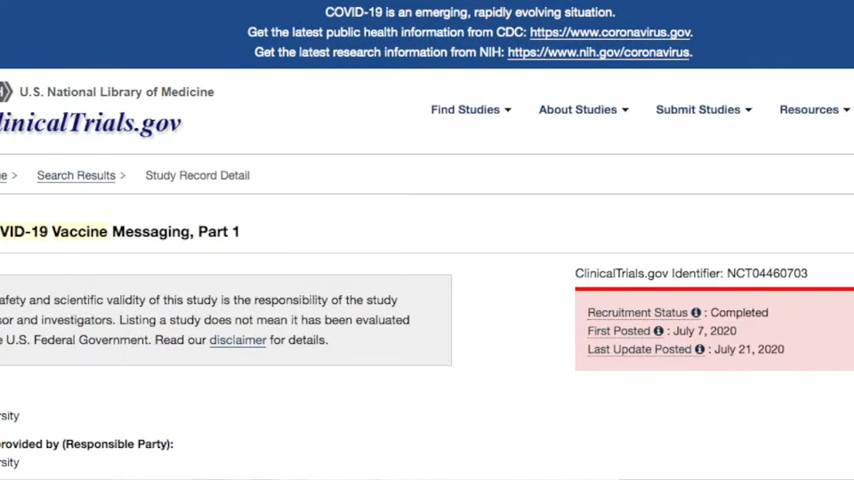 COVID-19 is an emerging, rapidly evolving situation.
Get the latest public health information from CDC: https://www.coronavirus.gov.
Get the latest research information from NIH: https://www.nih.gov/coronavirus.
U.S. National Library of Medicine
linicalTrials.gov
Find Studies About Studies Submit Studies Resources
e > Search Results > Study Record Detail
VID-19 Vaccine Messaging, Part 1
afety and scientific validity of this study is the responsibility of the study
sor and investigators. Listing a study does not mean it has been evaluated
e U.S. Federal Government. Read our disclaimer for details.
ClinicalTrials.gov Identifier: NCT04460703
Recruitment Status : Completed
First Posted : July 7, 2020
Last Update Posted : July 21, 2020
rsity
rovided by (Responsible Party):
rsity